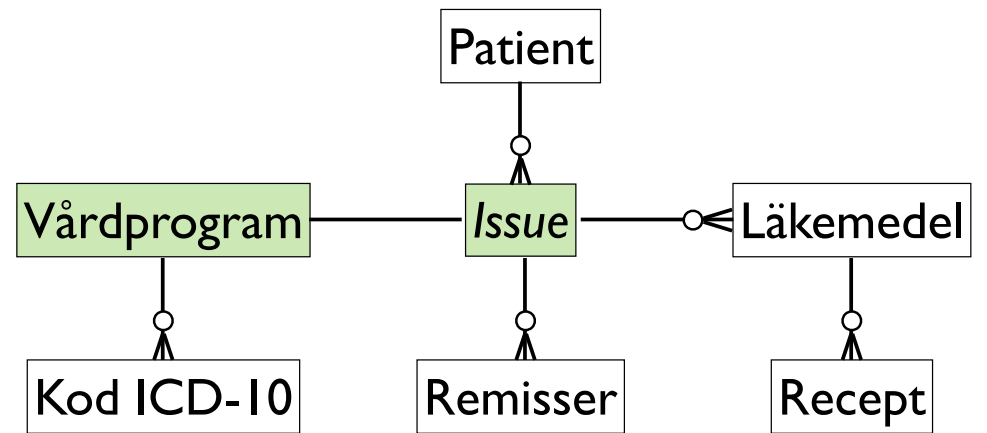 Patient
Vårdprogram
Issue
Läkemedel
Kod ICD-10
Remisser
Recept